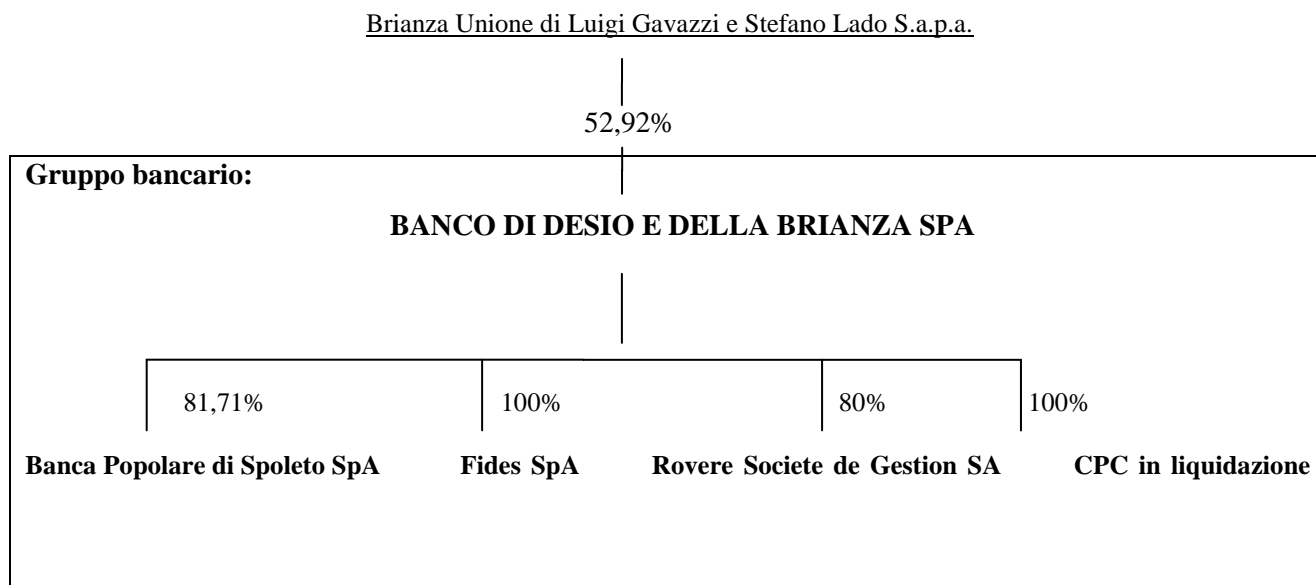 Brianza Unione di Luigi Gavazzi e Stefano Lado S.a.p.a.
52,92%
Gruppo bancario:
BANCO DI DESIO E DELLA BRIANZA SPA
81,71% 100% 80% 100%
Banca Popolare di Spoleto SpA Fides SpA Rovere Societe de Gestion SA CPC in liquidazione